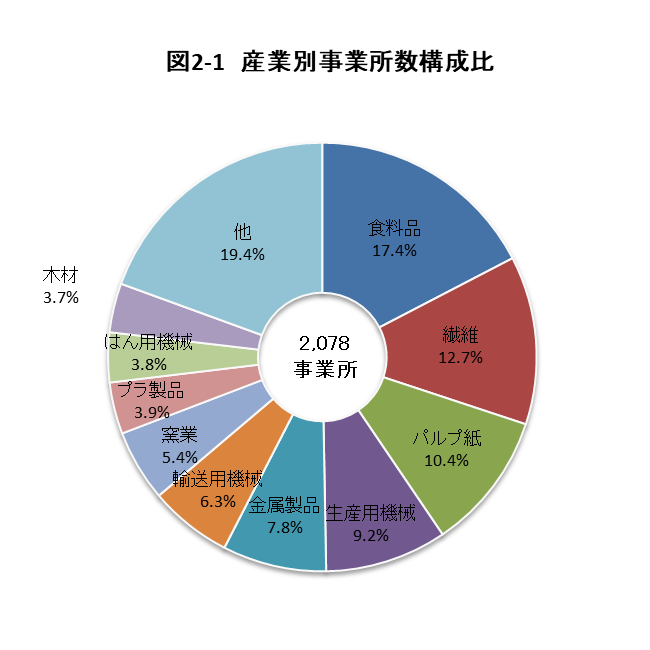 図2-1 産業別事業所数構成比
食料品
17.4%
繊維
12.7%
パルプ紙
10.4%
生産用機械
9.2%
金属製品
7.8%
輸送用機械
6.3%
窯業
5.4%
プラ製品
3.9%
はん用機械
3.8%
木材
3.7%
他
19.4%
2,078
事業所